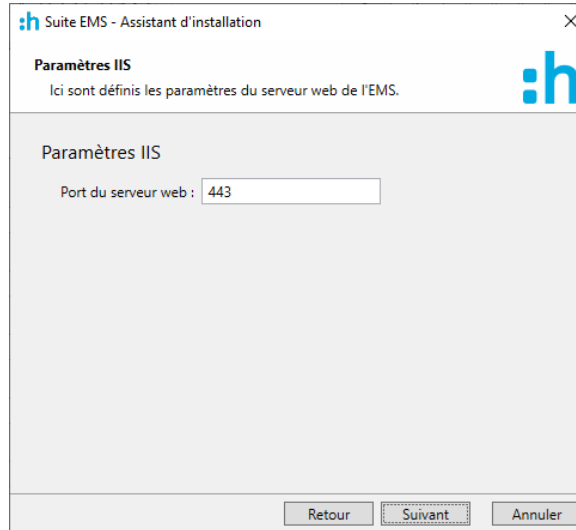 :h Suite EMS - Assistant d'installation
Paramètres IIS
Ici sont définis les paramètres du serveur web de l'EMS.
:h
Paramètres IIS
Port du serveur web : 443
Retour Suivant Annuler